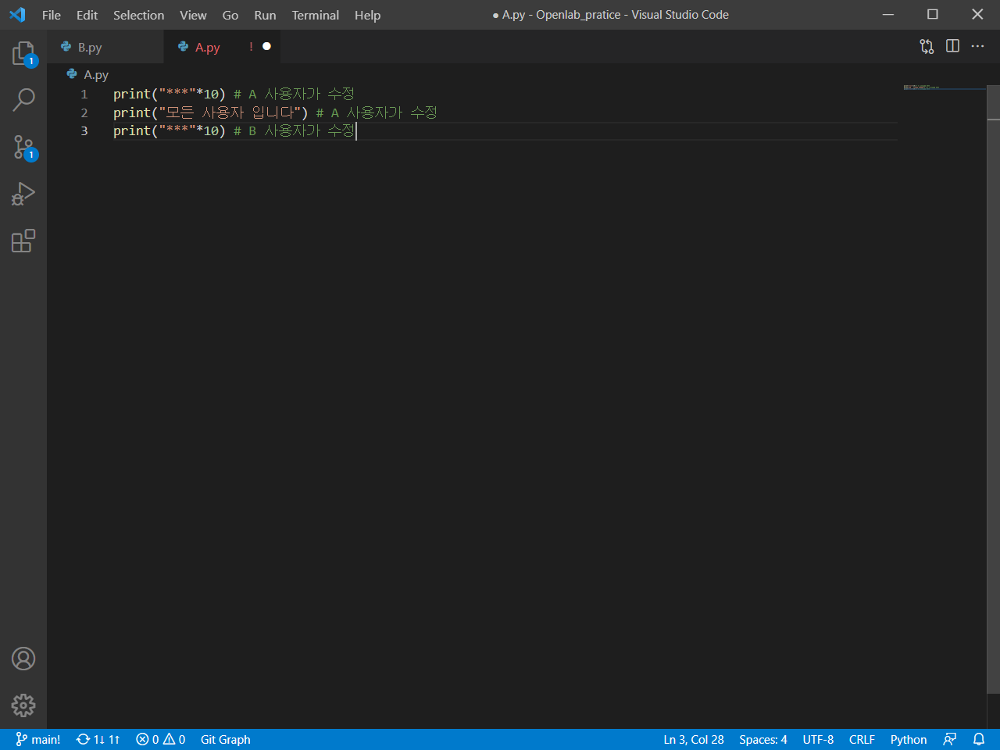 File Edit Selection View Go Run Terminal Help ● A.py - Openlab_pratice - Visual Studio Code
B.py A.py !
A.py
1 print("***"*10) # A 사용자가 수정
2 print("모든 사용자 입니다") # A 사용자가 수정
3 print("***"*10) # B 사용자가 수정
1
1
main! 1↓ 1↑ 0 0 Git Graph Ln 3, Col 28 Spaces: 4 UTF-8 CRLF Python